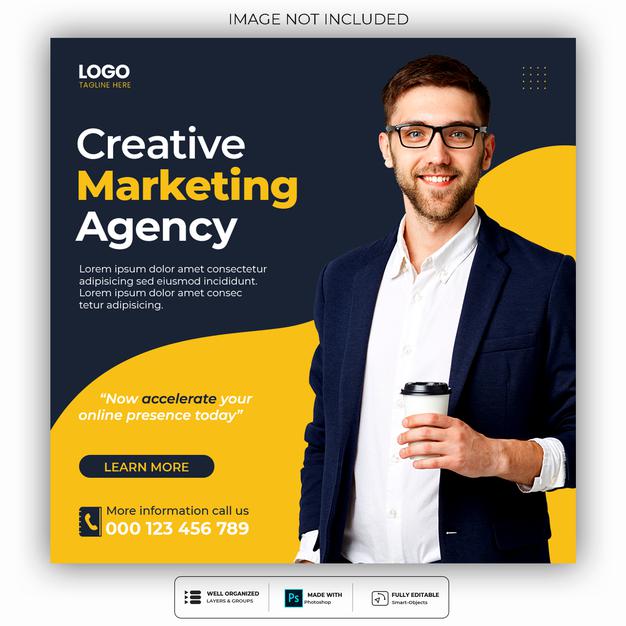 IMAGE NOT INCLUDED
LOGO
TAGLINE HERE
Creative
Marketing
Agency
Lorem ipsum dolor amet consectetur
adipiscing sed eiusmod incididunt.
Lorem ipsum dolor amet consec
tetur adipisicing.
“Now accelerate your
online presence today”
LEARN MORE
More information call us
000 123 456 789
WELL ORGANIZED
LAYERS & GROUPS
Ps
MADE WITH
Photoshop
FULLY EDITABLE
Smart-Objects